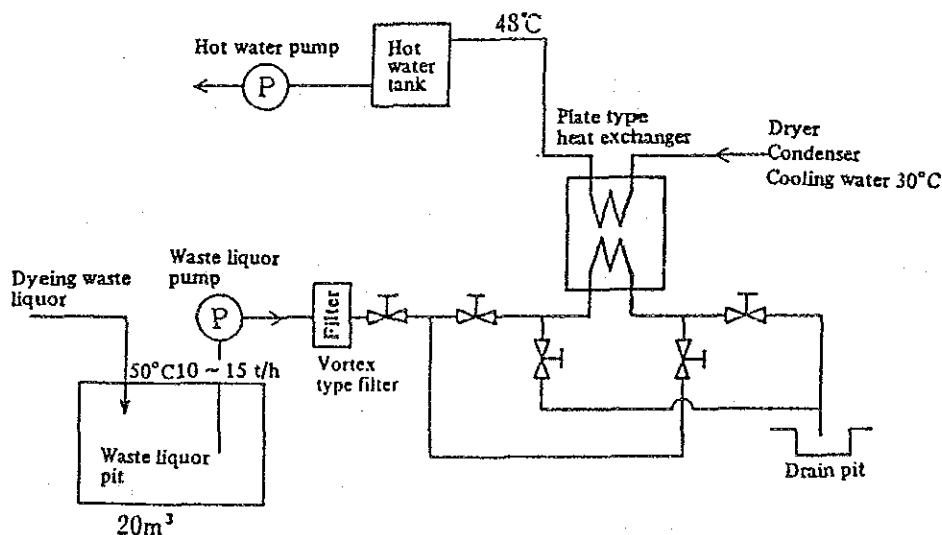 48°C
Hot water pump
P
Hot
water
tank
Plate type
heat exchanger
Dryer
Condenser
Cooling water 30°C
Dyeing waste
liquor
Waste liquor
pump
P
Filter
Vortex
type filter
50°C10 ~ 15 t/h
Waste liquor
pit
20m³
Drain pit